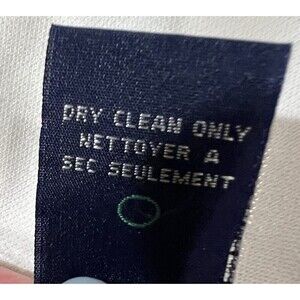 DRY CLEAN ONLY
NETTOYER A
SEC SEULEMENT